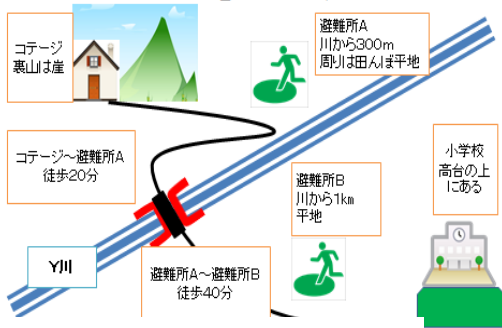 コテージ
裏山は崖
避難所A
川から300m
周りは田んぼ平地
コテージ～避難所A
徒歩20分
避難所B
川から1km
平地
小学校
高台の上
にある
Y川
避難所A～避難所B
徒歩40分